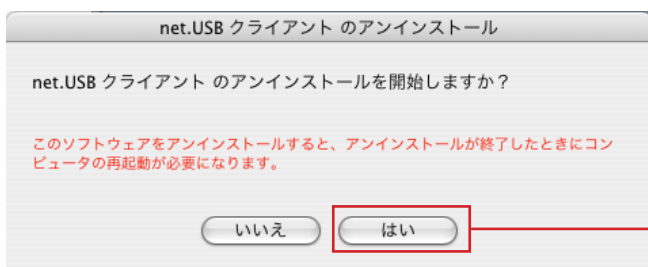 net.USB クライアント のアンインストール
net.USB クライアント のアンインストールを開始しますか？
このソフトウェアをアンインストールすると、アンインストールが終了したときにコン
ピュータの再起動が必要になります。
いいえ はい